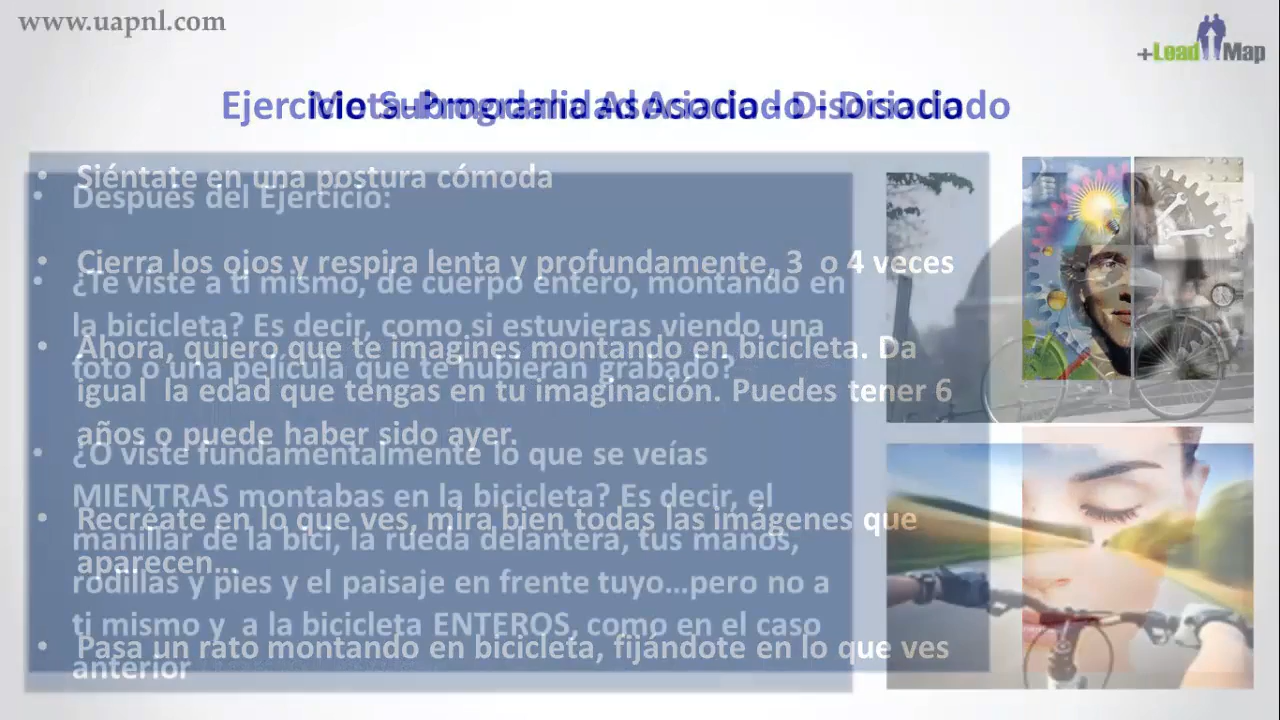 www.uapnl.com
+Lead Map
Siéntate en una postura cómoda
Cierra los ojos y respira lenta y profundamente, 3 o 4 veces
Ahora, quiero que te imagines montando en bicicleta. Da
igual la edad que tengas en tu imaginación. Puedes tener 6
años o puede haber sido ayer.
Recréate en lo que ves, mira bien todas las imágenes que
aparecen...
Pasa un rato montando en bicicleta, fijándote en lo que ves
Después del Ejercicio:
¿Te viste a ti mismo, de cuerpo entero, montando en
la bicicleta? Es decir, como si estuvieras viendo una
foto o una película que te hubieran grabado?
¿O viste fundamentalmente lo que se veías
MIENTRAS montabas en la bicicleta? Es decir, el
manillar de la bici, la rueda delantera, tus manos,
rodillas y pies y el paisaje en frente tuyo...pero no a
ti mismo y a la bicicleta ENTEROS, como en el caso
anterior